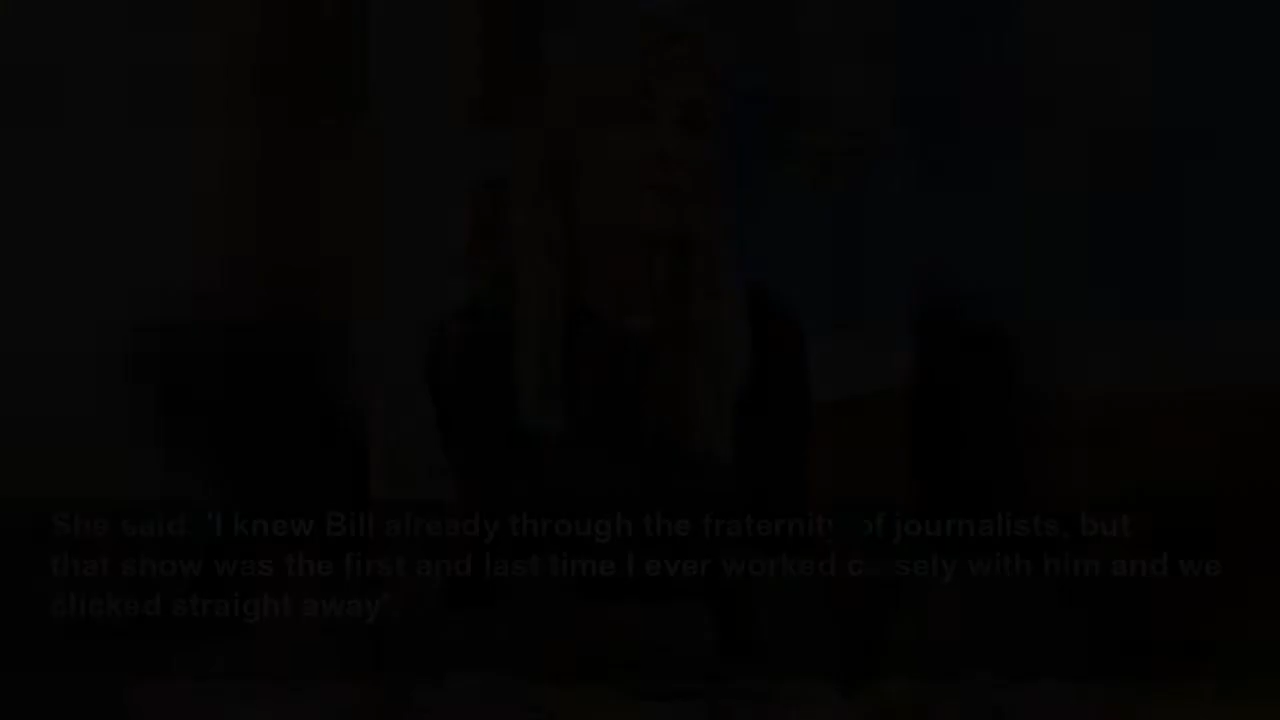 She said: 'I knew Bill already through the fraternity of journalists, but
that show was the first and last time I ever worked closely with him and we
clicked straight away'